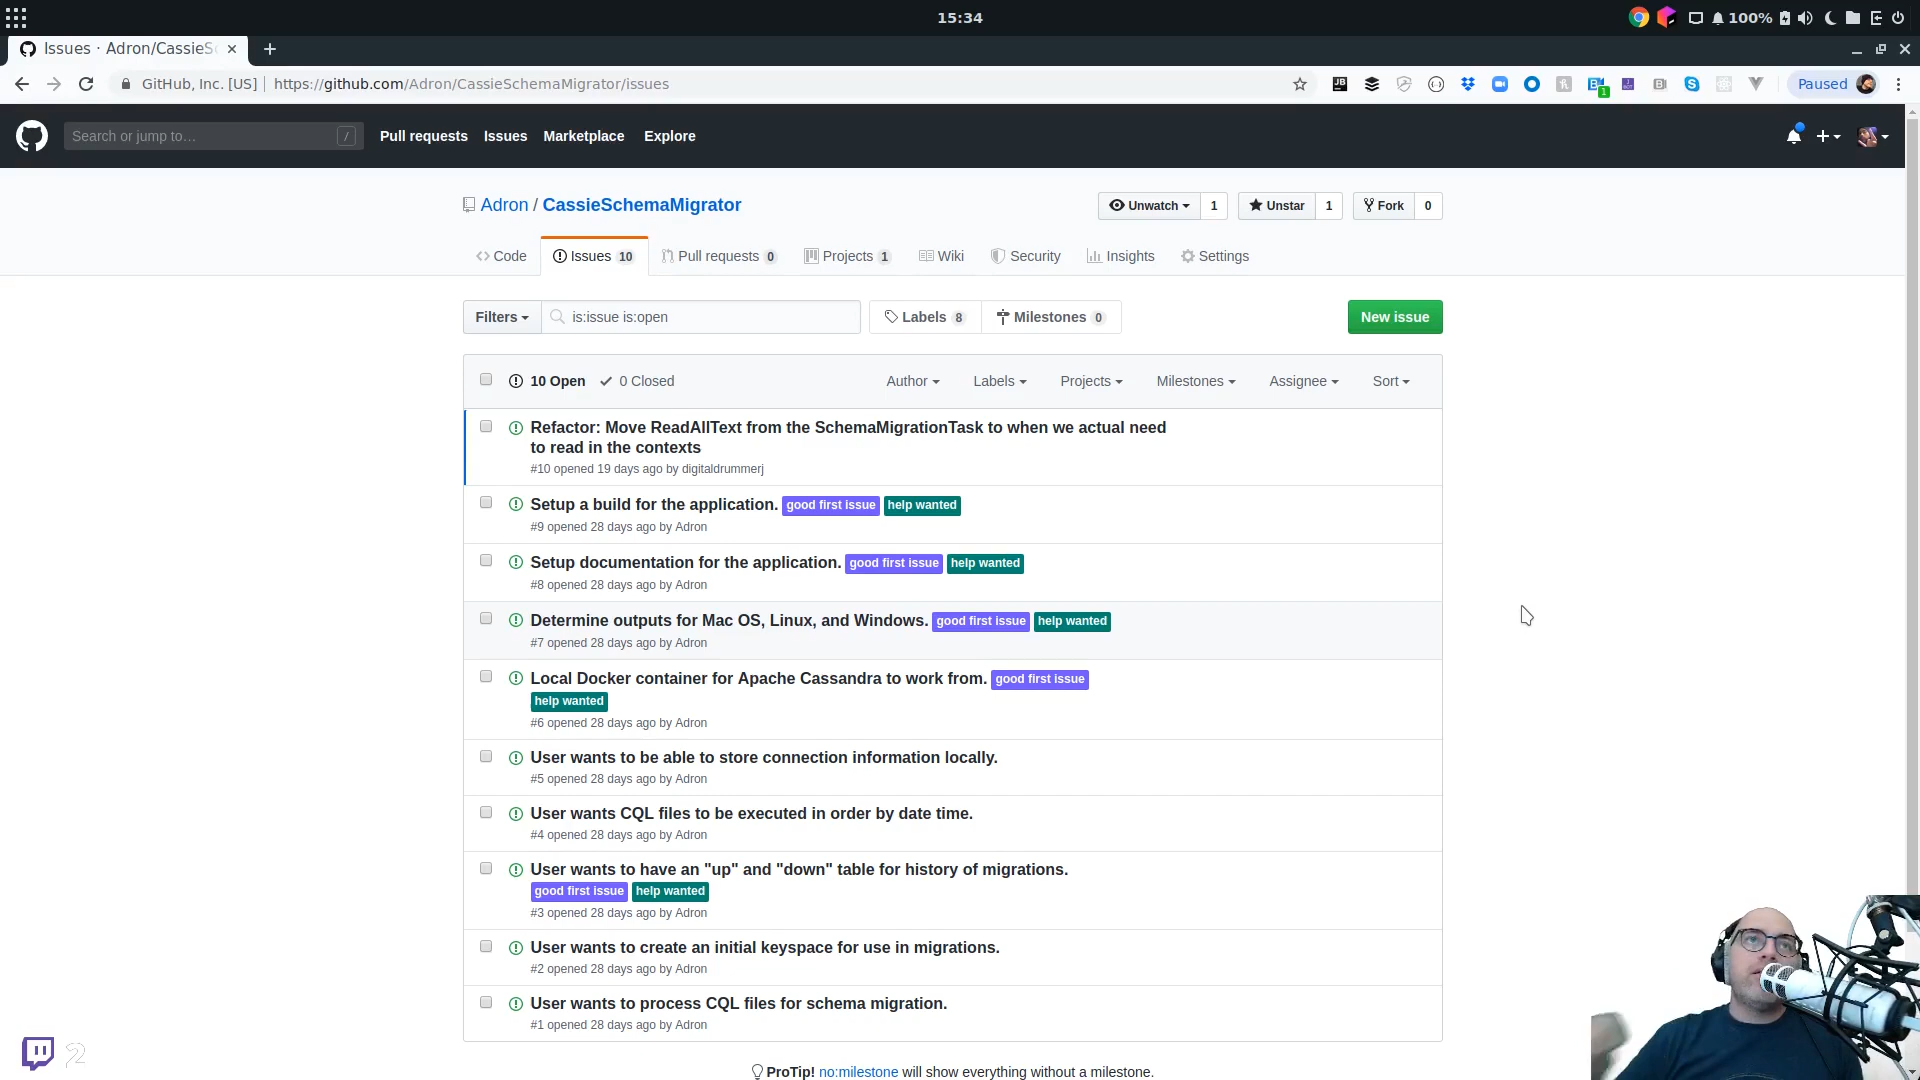 15:34
100%
Issues · Adron/CassieSc
GitHub, Inc. [US] | https://github.com/Adron/CassieSchemaMigrator/issues
1
Paused
Search or jump to…
/
Pull requests
Issues
Marketplace
Explore
Adron / CassieSchemaMigrator
Unwatch 1
Unstar 1
Fork 0
Code
Issues 10
Pull requests 0
Projects 1
Wiki
Security
Insights
Settings
Filters
is:issue is:open
Labels 8
Milestones 0
New issue
10 Open
0 Closed
Author
Labels
Projects
Milestones
Assignee
Sort
Refactor: Move ReadAllText from the SchemaMigrationTask to when we actual need
to read in the contexts
#10 opened 19 days ago by digitaldrummerj
Setup a build for the application. good first issue help wanted
#9 opened 28 days ago by Adron
Setup documentation for the application. good first issue help wanted
#8 opened 28 days ago by Adron
Determine outputs for Mac OS, Linux, and Windows. good first issue help wanted
#7 opened 28 days ago by Adron
Local Docker container for Apache Cassandra to work from. good first issue
help wanted
#6 opened 28 days ago by Adron
User wants to be able to store connection information locally.
#5 opened 28 days ago by Adron
User wants CQL files to be executed in order by date time.
#4 opened 28 days ago by Adron
User wants to have an "up" and "down" table for history of migrations.
good first issue help wanted
#3 opened 28 days ago by Adron
User wants to create an initial keyspace for use in migrations.
#2 opened 28 days ago by Adron
User wants to process CQL files for schema migration.
#1 opened 28 days ago by Adron
2
ProTip! no:milestone will show everything without a milestone.